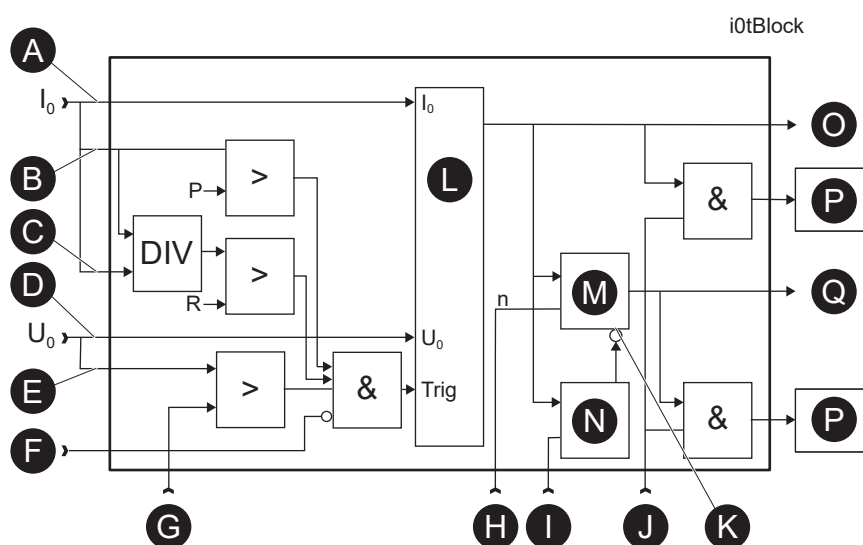 i0tBlock
A
I₀
I₀
O
B
>
P
L
&
P
C
DIV
>
R
n
M
Q
D
U₀
U₀
E
>
&
Trig
N
&
P
F
G
H
I
J
K